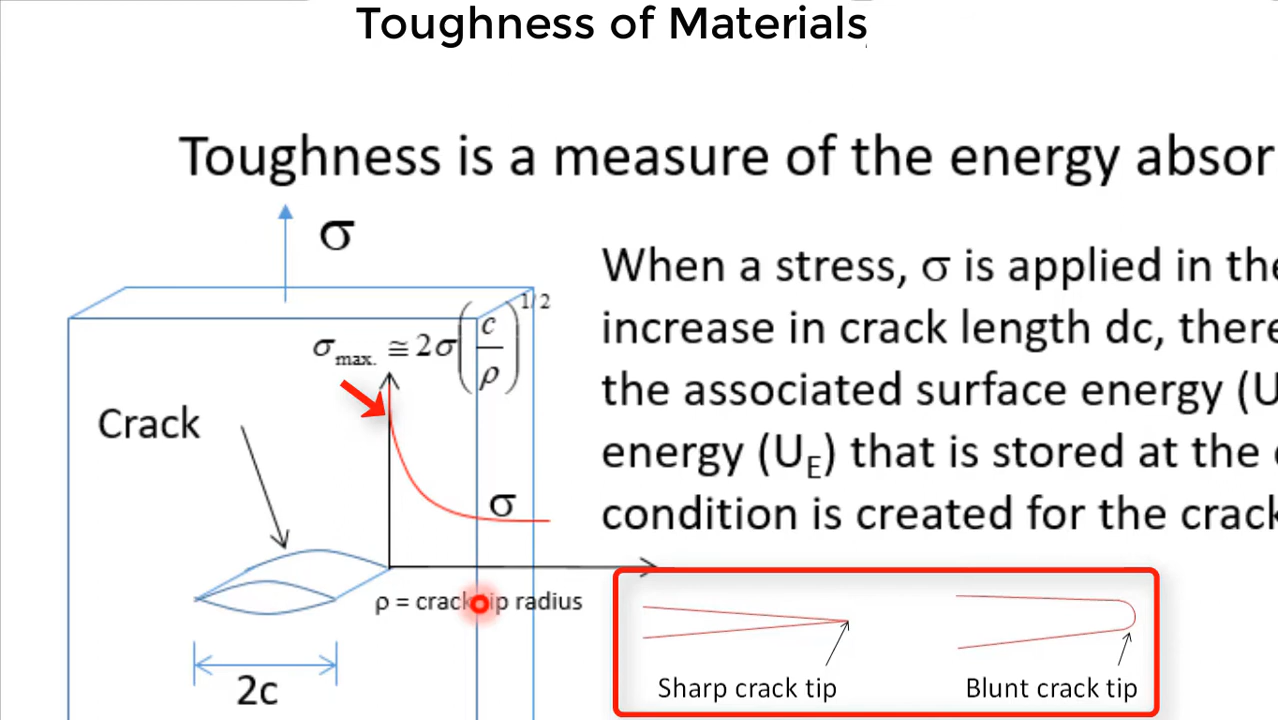 Toughness of Materials
Toughness is a measure of the energy absor
σ
When a stress, σ is applied in the
increase in crack length dc, there
the associated surface energy (U
energy (U_E) that is stored at the
condition is created for the crack
σ_max. ≅ 2σ(c/ρ)^1/2
Crack
σ
ρ = crack tip radius
2c
Sharp crack tip
Blunt crack tip